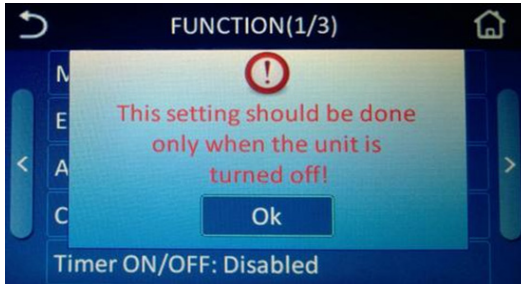 FUNCTION(1/3)
M
E
This setting should be done
only when the unit is
turned off!
A
C
Ok
Timer ON/OFF: Disabled